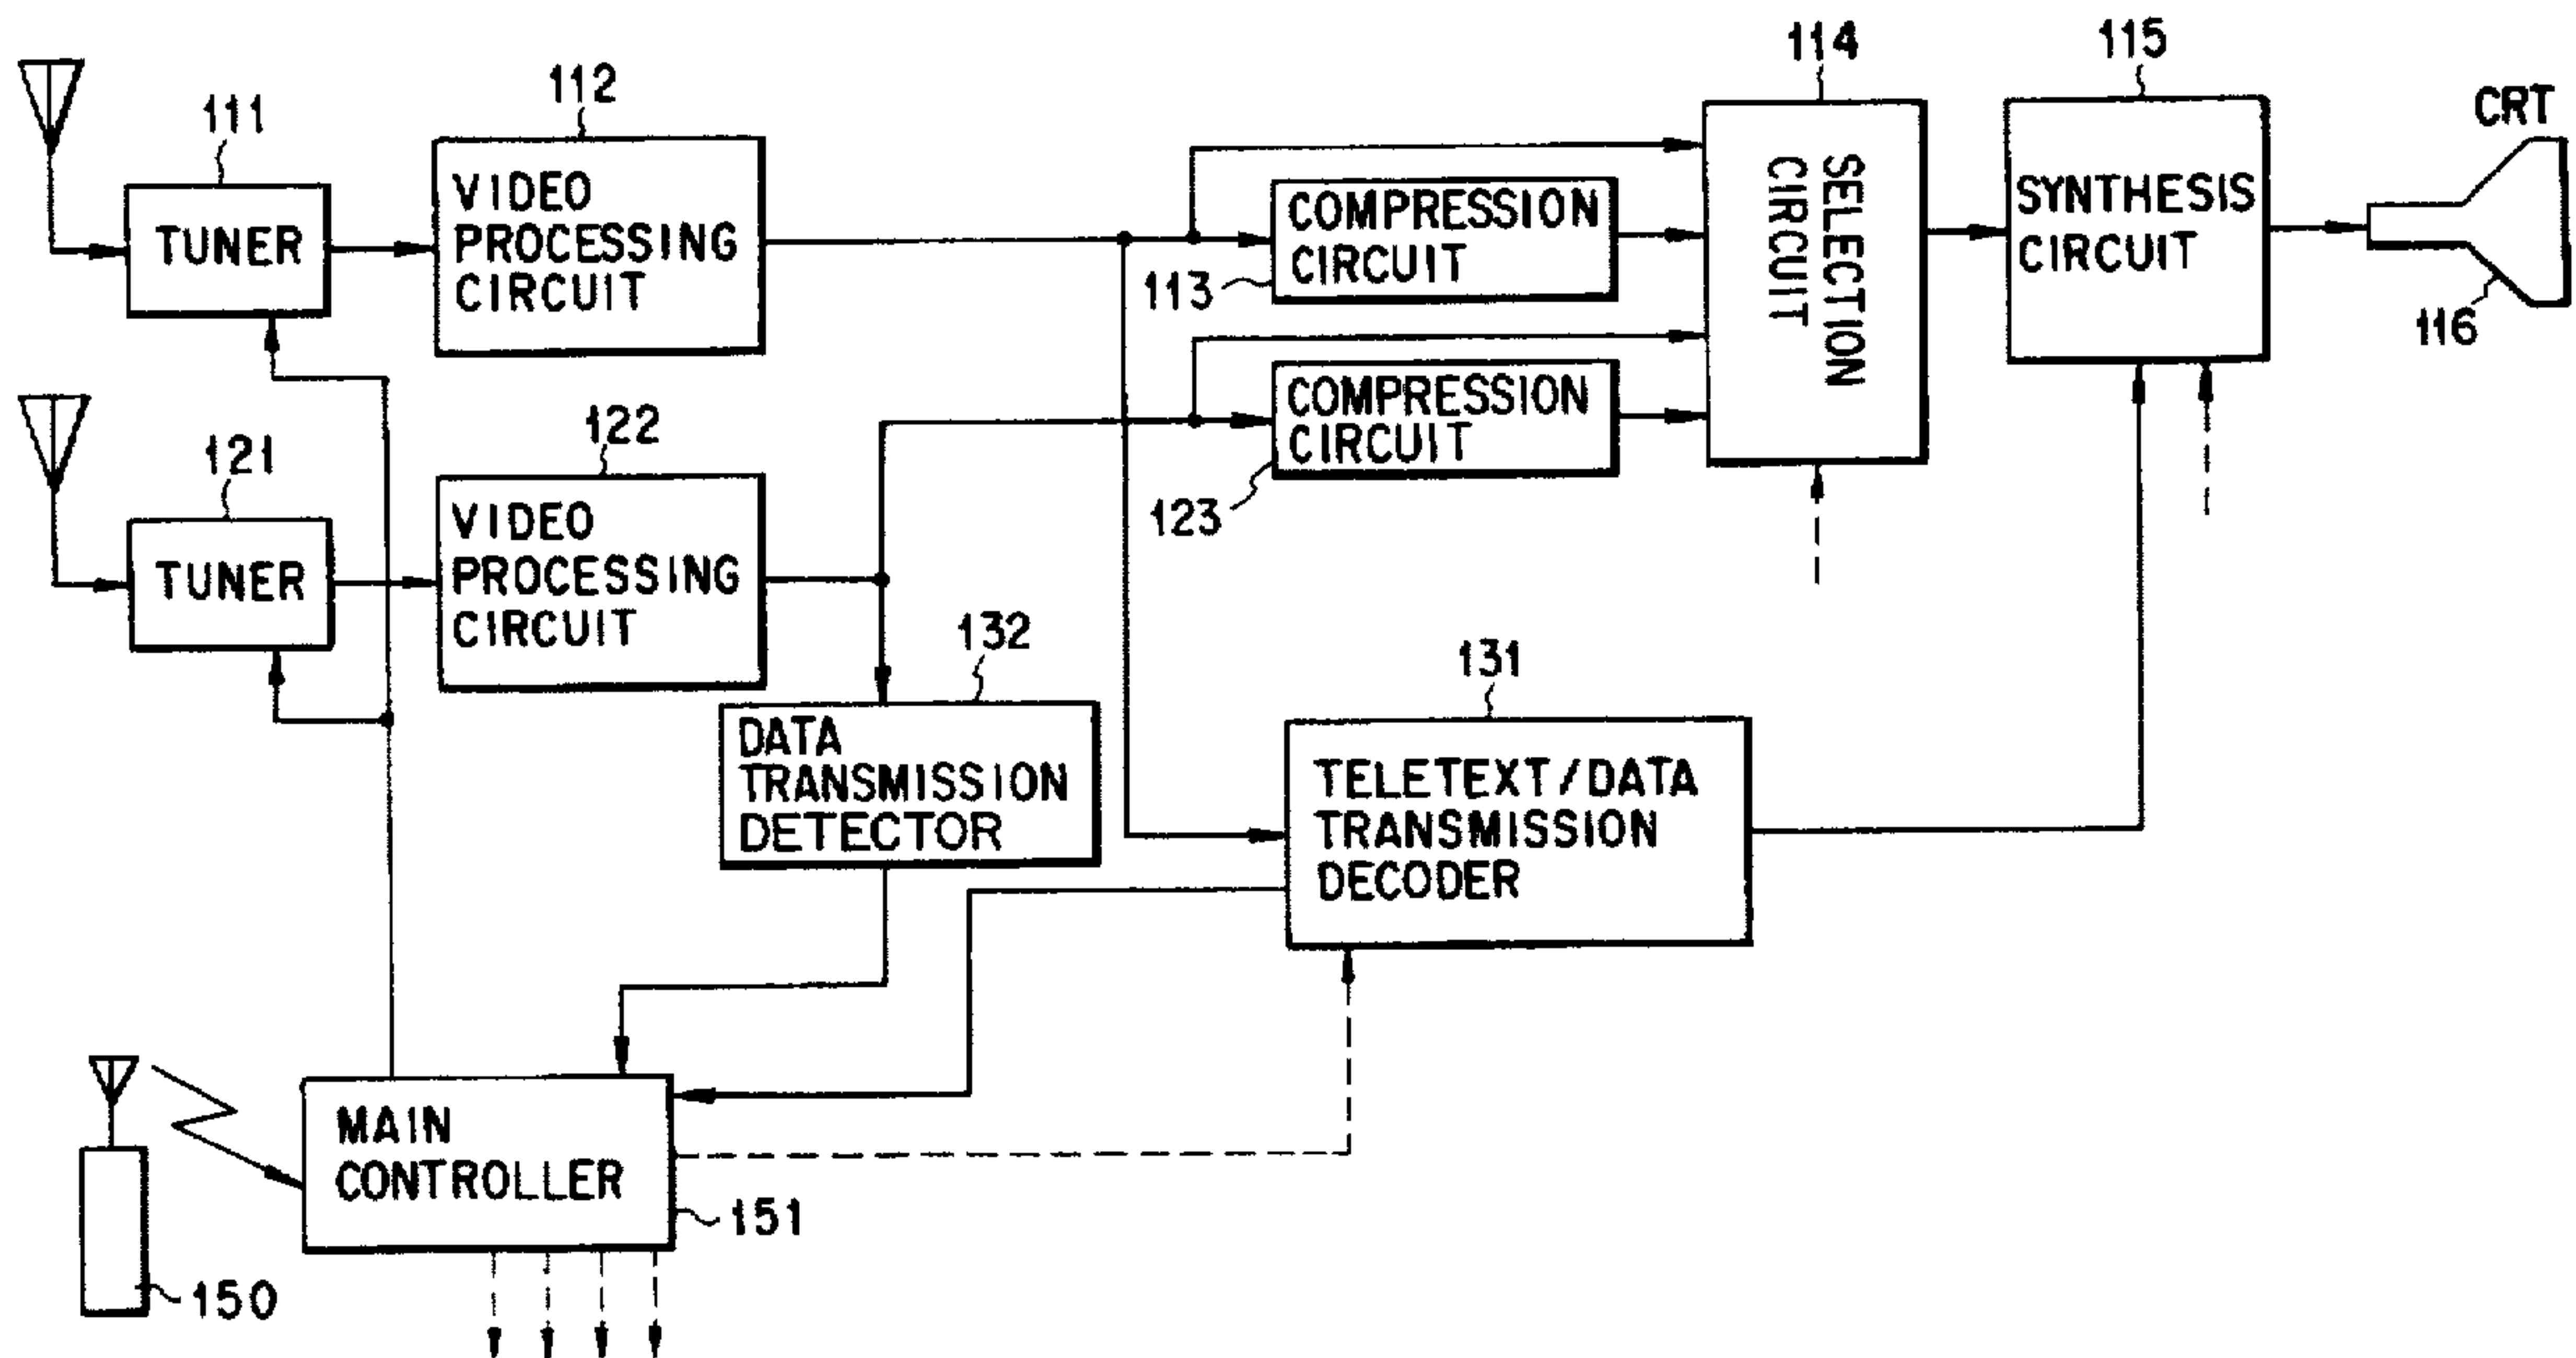 111
TUNER
112
VIDEO
PROCESSING
CIRCUIT
COMPRESSION
CIRCUIT
113
114
SELECTION
CIRCUIT
115
SYNTHESIS
CIRCUIT
CRT
116
121
TUNER
122
VIDEO
PROCESSING
CIRCUIT
COMPRESSION
CIRCUIT
123
132
DATA
TRANSMISSION
DETECTOR
131
TELETEXT/DATA
TRANSMISSION
DECODER
MAIN
CONTROLLER
151
150